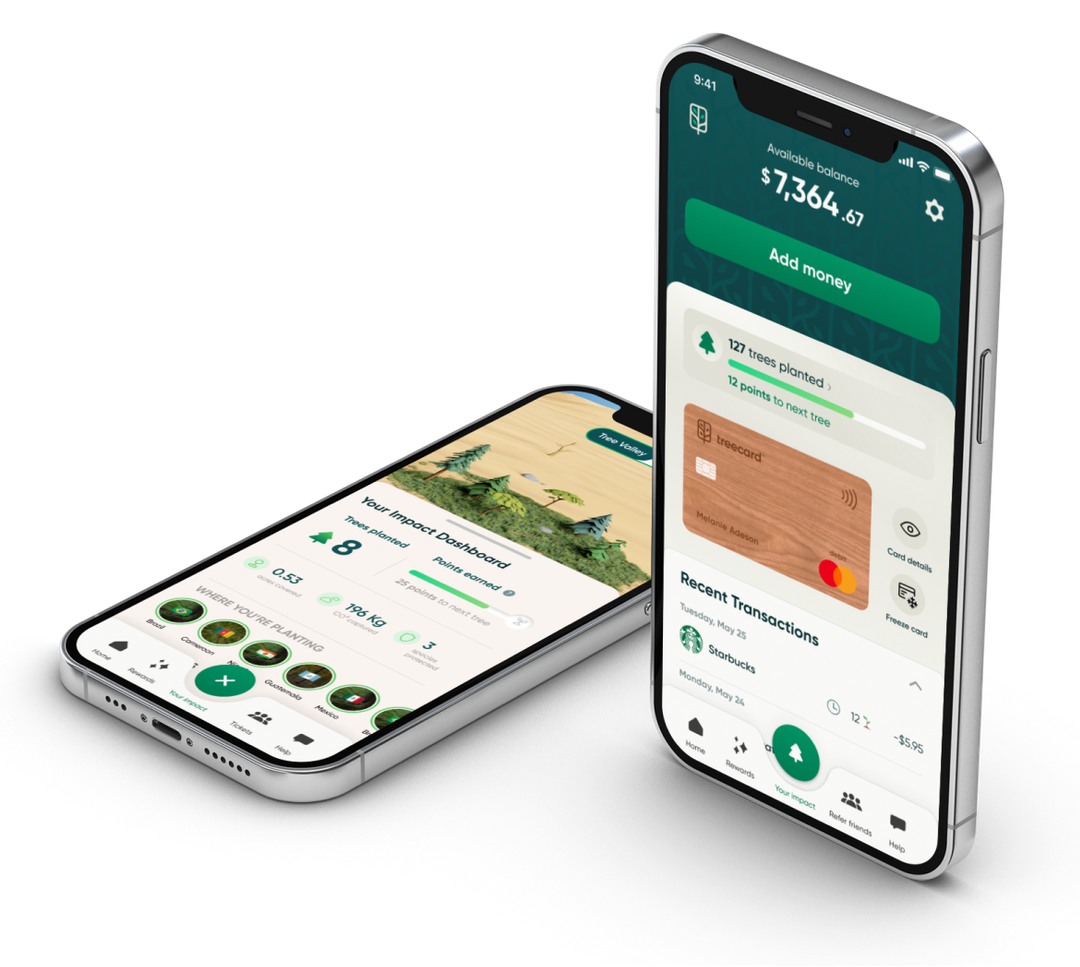 9:41
Available balance
$7,364.67
Add money
127 trees planted
12 points to next tree
treecard
Melanie Adeson
debit
Card details
Freeze card
Recent Transactions
Tuesday, May 25
Starbucks
12
-$5.95
Monday, May 24
Home
Rewards
Your impact
Refer friends
Help
Tree Valley
Your Impact Dashboard
Trees planted
8
Points earned
25 points to next tree
0.53
acres covered
196 Kg
CO² captured
3
species protected
WHERE YOU'RE PLANTING
Brazil
Cameroon
Guatemala
Mexico
Home
Rewards
Your impact
Tickets
Help